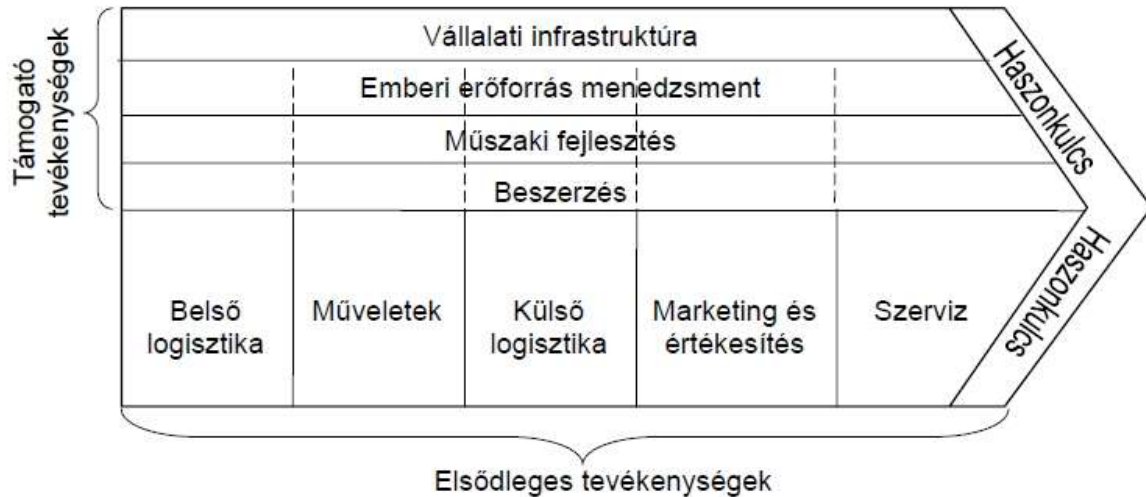 Támogató
tevékenységek
Vállalati infrastruktúra
Emberi erőforrás menedzsment
Műszaki fejlesztés
Beszerzés
Haszonkulcs
Haszonkulcs
Belső
logisztika
Műveletek
Külső
logisztika
Marketing és
értékesítés
Szerviz
Elsődleges tevékenységek